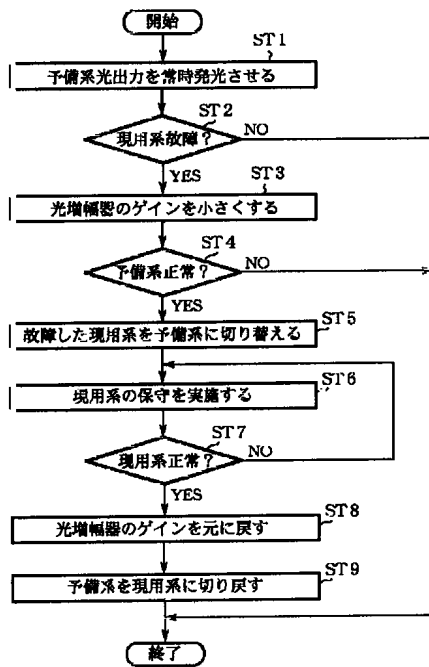 開始
ST1
予備系光出力を常時発光させる
ST2
現用系故障?
NO
YES
ST3
光増幅器のゲインを小さくする
ST4
予備系正常?
NO
YES
ST5
故障した現用系を予備系に切り替える
ST6
現用系の保守を実施する
ST7
現用系正常?
NO
YES
ST8
光増幅器のゲインを元に戻す
ST9
予備系を現用系に切り戻す
終了